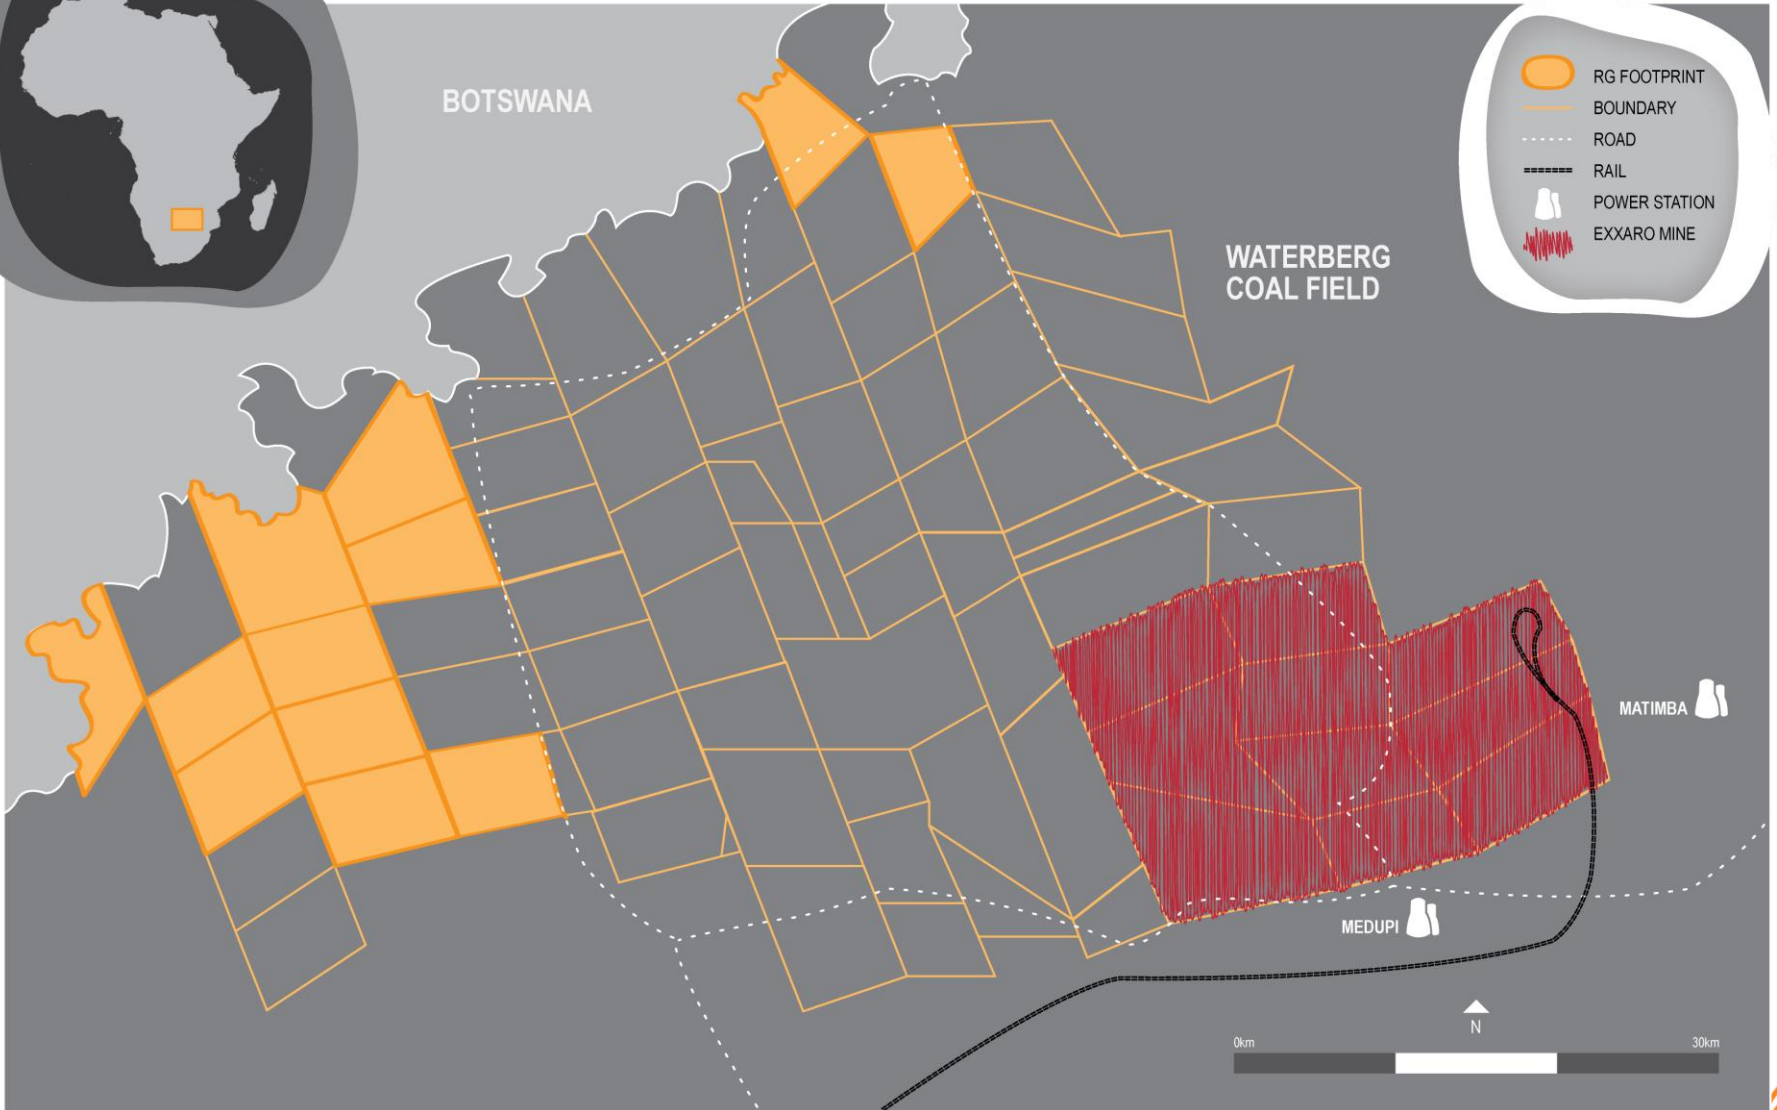 BOTSWANA
RG FOOTPRINT
BOUNDARY
ROAD
RAIL
POWER STATION
EXXARO MINE
WATERBERG
COAL FIELD
MATIMBA
MEDUPI
N
0km
30km